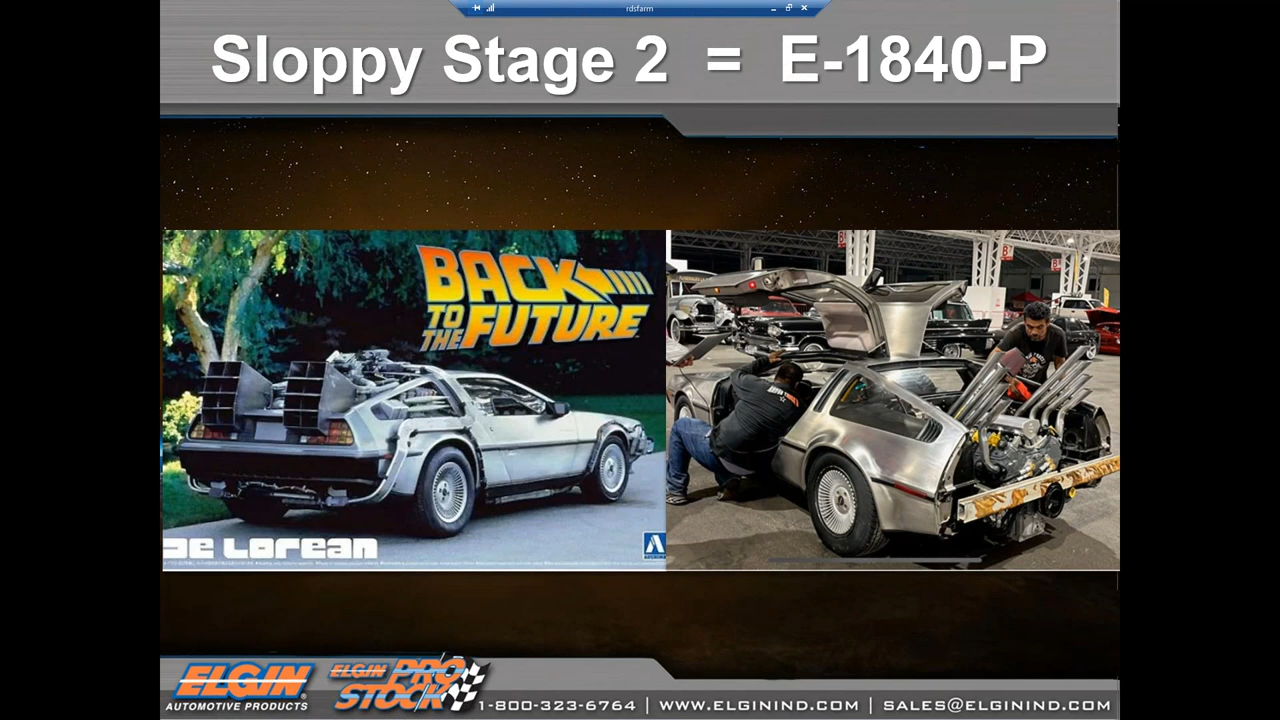 rdsfarm
Sloppy Stage 2 = E-1840-P
BACK
TO
THE FUTURE
DE LOREAN
ELGIN
AUTOMOTIVE PRODUCTS
ELGIN PRO
STOCK
1-800-323-6764 | WWW.ELGININD.COM | SALES@ELGININD.COM